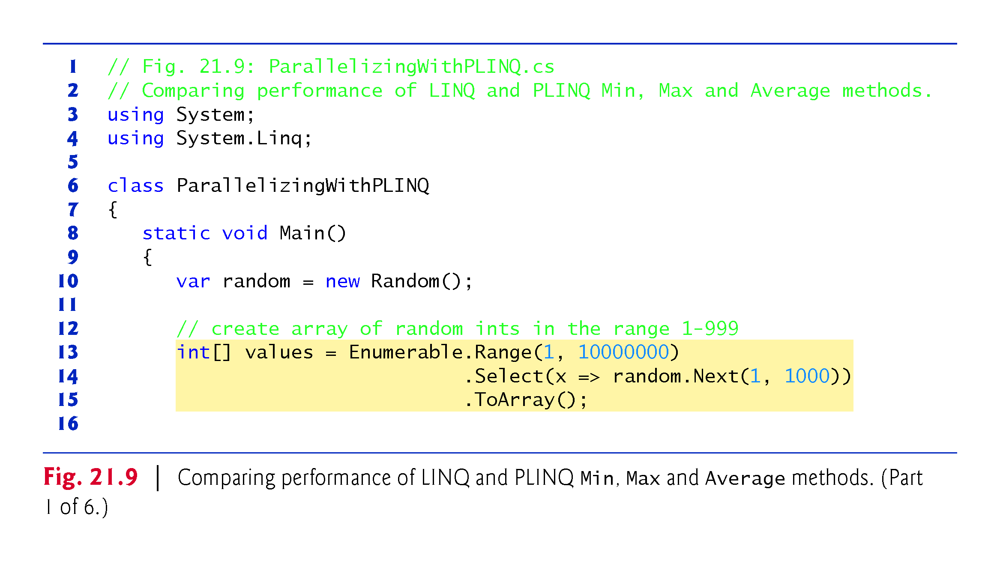 1 // Fig. 21.9: ParallelizingWithPLINQ.cs
2 // Comparing performance of LINQ and PLINQ Min, Max and Average methods.
3 using System;
4 using System.Linq;
5
6 class ParallelizingWithPLINQ
7 {
8    static void Main()
9    {
10       var random = new Random();
11
12       // create array of random ints in the range 1-999
13       int[] values = Enumerable.Range(1, 10000000)
14                                .Select(x => random.Next(1, 1000))
15                                .ToArray();
16
Fig. 21.9 | Comparing performance of LINQ and PLINQ Min, Max and Average methods. (Part
1 of 6.)